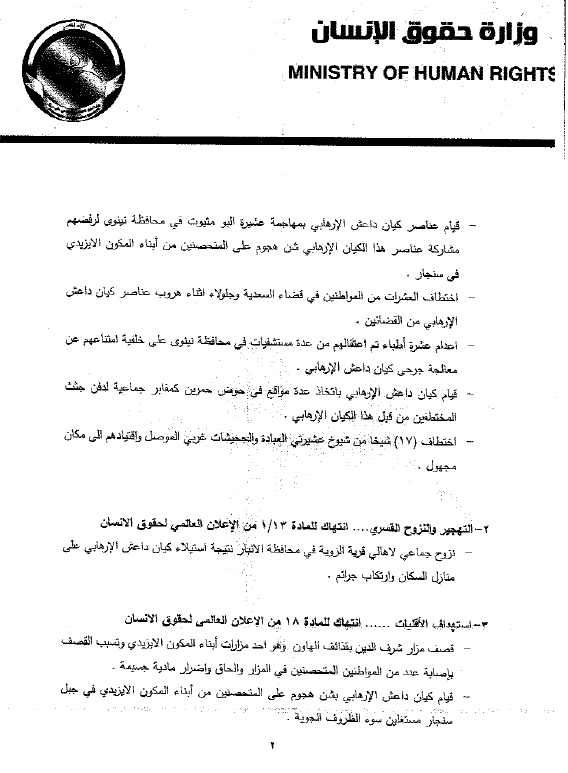 وزارة حقوق الإنسان
MINISTRY OF HUMAN RIGHTS
- قيام عناصر كيان داعش الإرهابي بمهاجمة عشيرة البو متيوت في محافظة نينوى لرفضهم
مشاركة عناصر هذا الكيان الإرهابي شن هجوم على المتحصنين من أبناء المكون الايزيدي
في سنجار .
- اختطاف العشرات من المواطنين في قضاء السعدية وجلولاء اثناء هروب عناصر كيان داعش
الإرهابي من القضائين .
- اعدام عشرة أطباء تم اعتقالهم من عدة مستشفيات في محافظة نينوى على خلفية امتناعهم عن
معالجة جرحى كيان داعش الإرهابي .
- قيام كيان داعش الإرهابي باتخاذ عدة مواقع في حوض حمرين كمقابر جماعية لدفن جثث
المختطفين من قبل هذا الكيان الإرهابي .
- اختطاف (١٧) شيخا من شيوخ عشيرتي العبادة والجحيشات غربي الموصل واقتيادهم الى مكان
مجهول .
٢- التهجير والنزوح القسري.... انتهاك للمادة ١/١٣ من الإعلان العالمي لحقوق الانسان
- نزوح جماعي لاهالي قرية الزوية في محافظة الانبار نتيجة استيلاء كيان داعش الإرهابي على
منازل السكان وارتكاب جرائم .
٣- استهداف الأقليات ...... انتهاك للمادة ١٨ من الإعلان العالمي لحقوق الانسان
- قصف مزار شرف الدين بقذائف الهاون وهو احد مزارات أبناء المكون الايزيدي وتسبب القصف
بإصابة عدد من المواطنين المتحصنين في المزار والحاق واضرار مادية جسيمة .
- قيام كيان داعش الإرهابي بشن هجوم على المتحصنين من أبناء المكون الايزيدي في جبل
سنجار مستغلين سوء الظروف الجوية .
٢